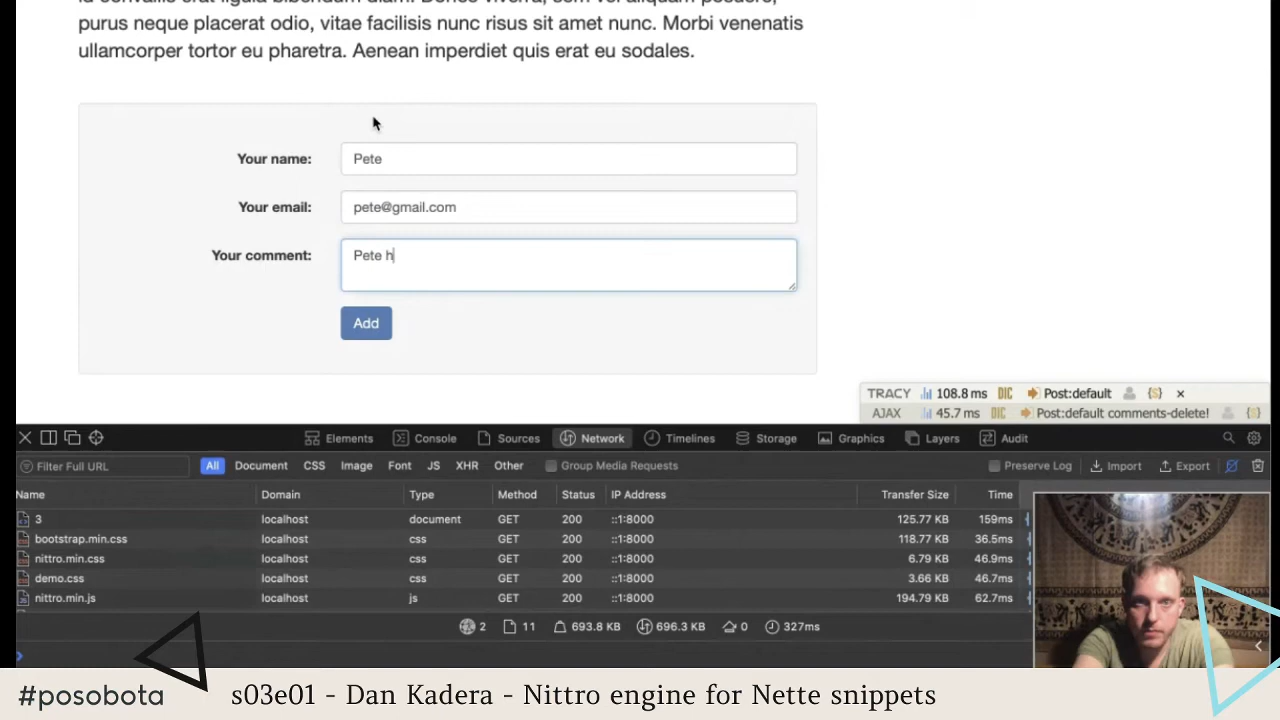 purus neque placerat odio, vitae facilisis nunc risus sit amet nunc. Morbi venenatis
ullamcorper tortor eu pharetra. Aenean imperdiet quis erat eu sodales.
Your name: Pete
Your email: pete@gmail.com
Your comment: Pete h
Add
TRACY 108.8 ms DIC Post:default {S} ×
AJAX 45.7 ms DIC Post:default comments-delete! {S}
Elements Console Sources Network Timelines Storage Graphics Layers Audit
Filter Full URL All Document CSS Image Font JS XHR Other Group Media Requests Preserve Log Import Export
Name Domain Type Method Status IP Address Transfer Size Time
3 localhost document GET 200 ::1:8000 125.77 KB 159ms
bootstrap.min.css localhost css GET 200 ::1:8000 118.77 KB 36.5ms
nittro.min.css localhost css GET 200 ::1:8000 6.79 KB 46.9ms
demo.css localhost css GET 200 ::1:8000 3.66 KB 46.7ms
nittro.min.js localhost js GET 200 ::1:8000 194.79 KB 62.7ms
2 11 693.8 KB 696.3 KB 0 327ms
#posobota s03e01 - Dan Kadera - Nittro engine for Nette snippets